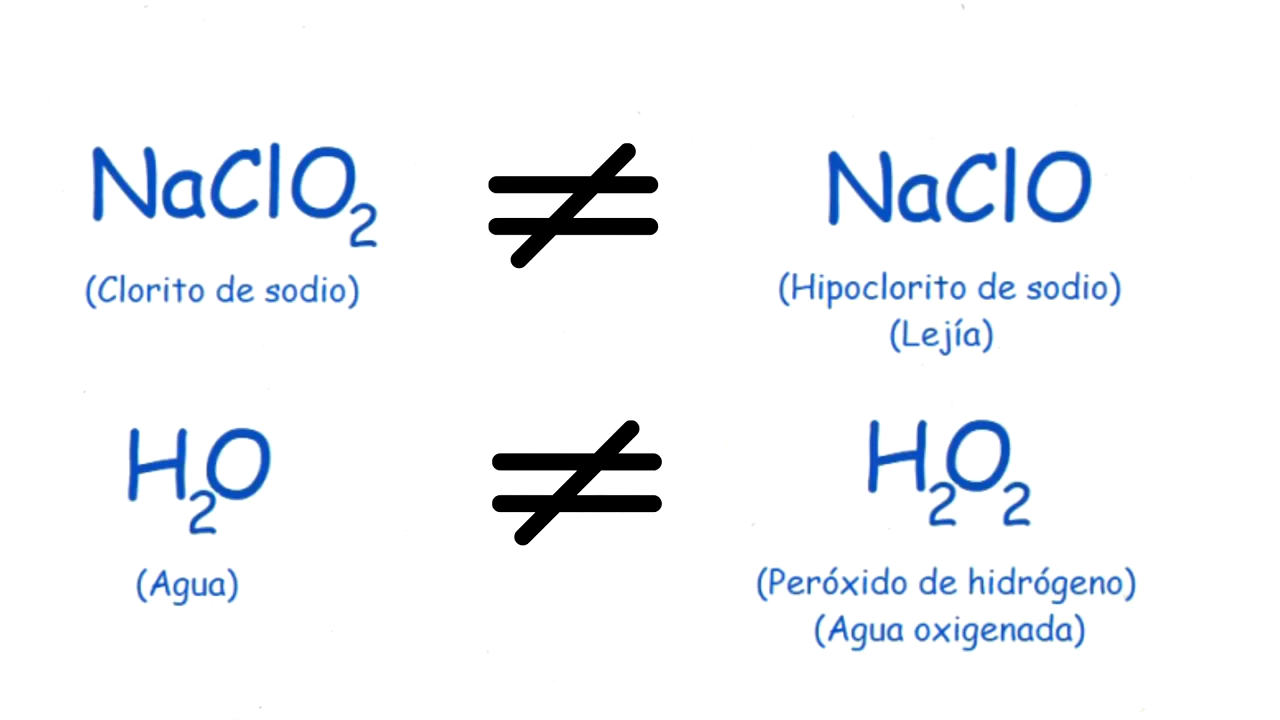 NaClO₂ ≠ NaClO
(Clorito de sodio) (Hipoclorito de sodio)
(Lejía)
H₂O ≠ H₂O₂
(Agua) (Peróxido de hidrógeno)
(Agua oxigenada)